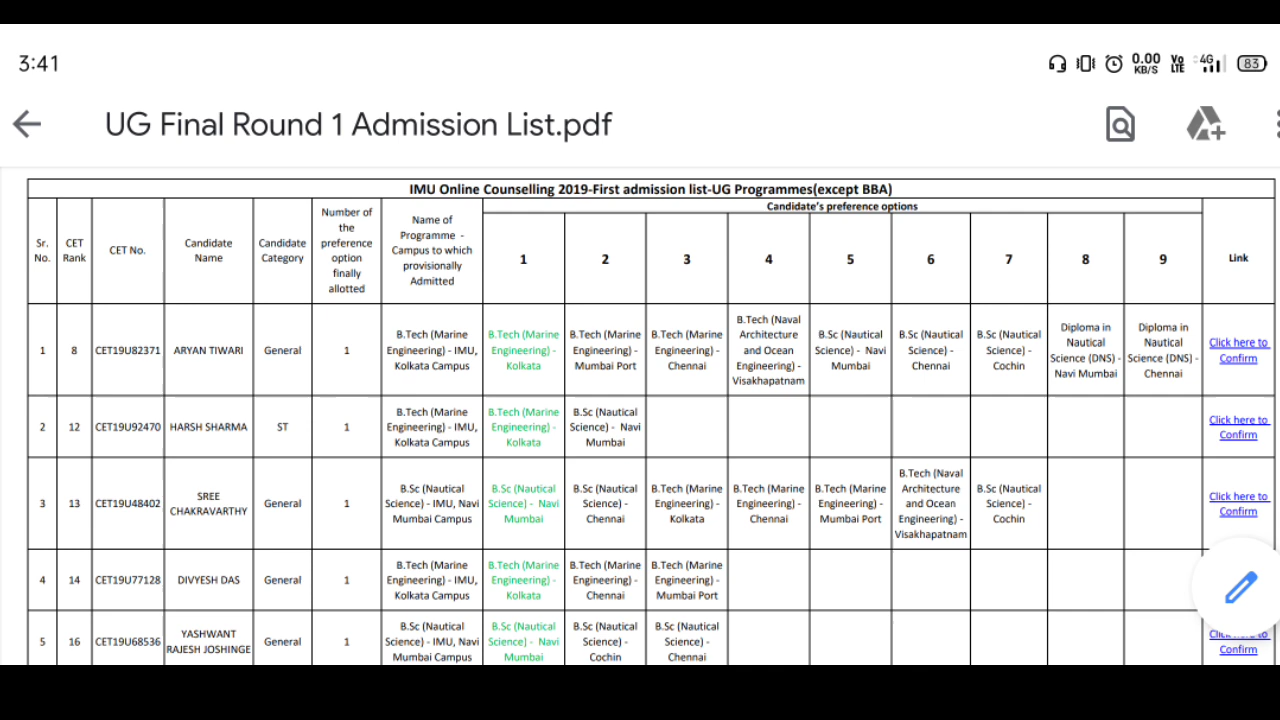 3:41
0.00 KB/S Vo LTE 4G 83
UG Final Round 1 Admission List.pdf
IMU Online Counselling 2019-First admission list-UG Programmes(except BBA)
Sr. No.
CET Rank
CET No.
Candidate Name
Candidate Category
Number of the preference option finally allotted
Name of Programme - Campus to which provisionally Admitted
Candidate's preference options
1
2
3
4
5
6
7
8
9
Link
1
8
CET19U82371
ARYAN TIWARI
General
1
B.Tech (Marine Engineering) - IMU, Kolkata Campus
B.Tech (Marine Engineering) - Kolkata
B.Tech (Marine Engineering) - Mumbai Port
B.Tech (Marine Engineering) - Chennai
B.Tech (Naval Architecture and Ocean Engineering) - Visakhapatnam
B.Sc (Nautical Science) - Navi Mumbai
B.Sc (Nautical Science) - Chennai
B.Sc (Nautical Science) - Cochin
Diploma in Nautical Science (DNS) - Navi Mumbai
Diploma in Nautical Science (DNS) - Chennai
Click here to Confirm
2
12
CET19U92470
HARSH SHARMA
ST
1
B.Tech (Marine Engineering) - IMU, Kolkata Campus
B.Tech (Marine Engineering) - Kolkata
B.Sc (Nautical Science) - Navi Mumbai
Click here to Confirm
3
13
CET19U48402
SREE CHAKRAVARTHY
General
1
B.Sc (Nautical Science) - IMU, Navi Mumbai Campus
B.Sc (Nautical Science) - Navi Mumbai
B.Sc (Nautical Science) - Chennai
B.Tech (Marine Engineering) - Kolkata
B.Tech (Marine Engineering) - Chennai
B.Tech (Marine Engineering) - Mumbai Port
B.Tech (Naval Architecture and Ocean Engineering) - Visakhapatnam
B.Sc (Nautical Science) - Cochin
Click here to Confirm
4
14
CET19U77128
DIVYESH DAS
General
1
B.Tech (Marine Engineering) - IMU, Kolkata Campus
B.Tech (Marine Engineering) - Kolkata
B.Tech (Marine Engineering) - Chennai
B.Tech (Marine Engineering) - Mumbai Port
5
16
CET19U68536
YASHWANT RAJESH JOSHINGE
General
1
B.Sc (Nautical Science) - IMU, Navi Mumbai Campus
B.Sc (Nautical Science) - Navi Mumbai
B.Sc (Nautical Science) - Cochin
B.Sc (Nautical Science) - Chennai
Confirm